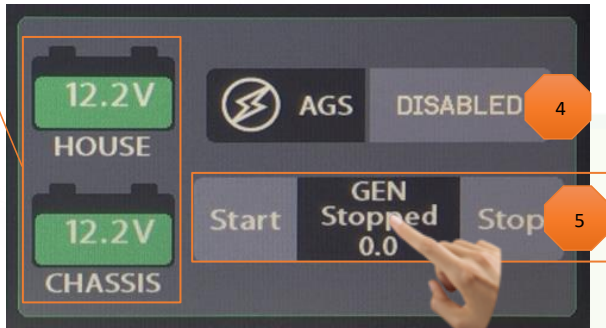 12.2V
HOUSE
AGS DISABLED
4
12.2V
CHASSIS
Start
GEN
Stopped
0.0
Stop
5